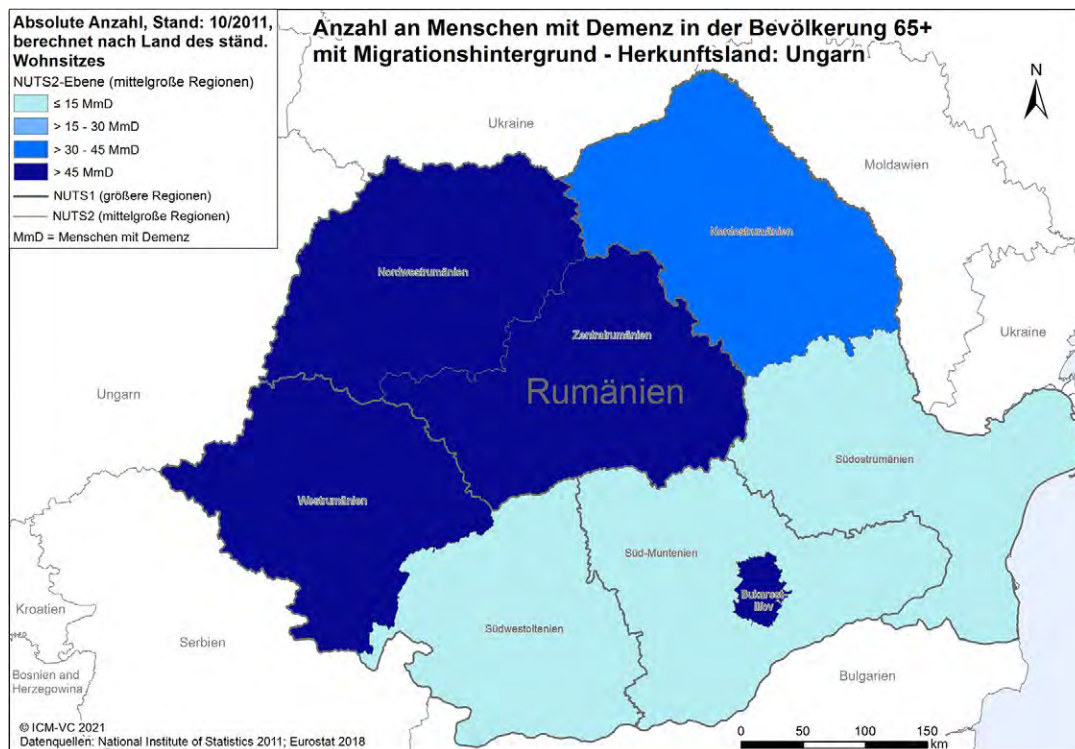 Absolute Anzahl, Stand: 10/2011,
berechnet nach Land des ständ.
Wohnsitzes
NUTS2-Ebene (mittelgroße Regionen)
≤ 15 MmD
> 15 - 30 MmD
> 30 - 45 MmD
> 45 MmD
NUTS1 (größere Regionen)
NUTS2 (mittelgroße Regionen)
MmD = Menschen mit Demenz
Anzahl an Menschen mit Demenz in der Bevölkerung 65+
mit Migrationshintergrund - Herkunftsland: Ungarn
N
Ukraine
Moldawien
Nordostrumänien
Nordwestrumänien
Zentralrumänien
Ukraine
Rumänien
Ungarn
Südostrumänien
Westrumänien
Süd-Muntenien
Bukarest-
Ilfov
Kroatien
Südwestoltenien
Serbien
Bosnien and
Herzegowina
Bulgarien
© ICM-VC 2021
Datenquellen: National Institute of Statistics 2011; Eurostat 2018
0 50 100 150
km